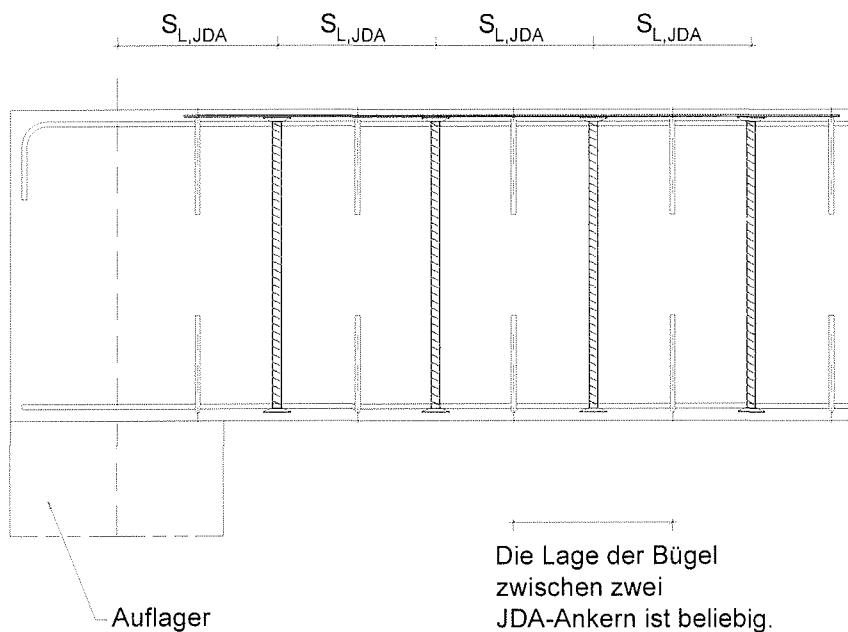 S_L,JDA S_L,JDA S_L,JDA S_L,JDA
Die Lage der Bügel
zwischen zwei
JDA-Ankern ist beliebig.
Auflager